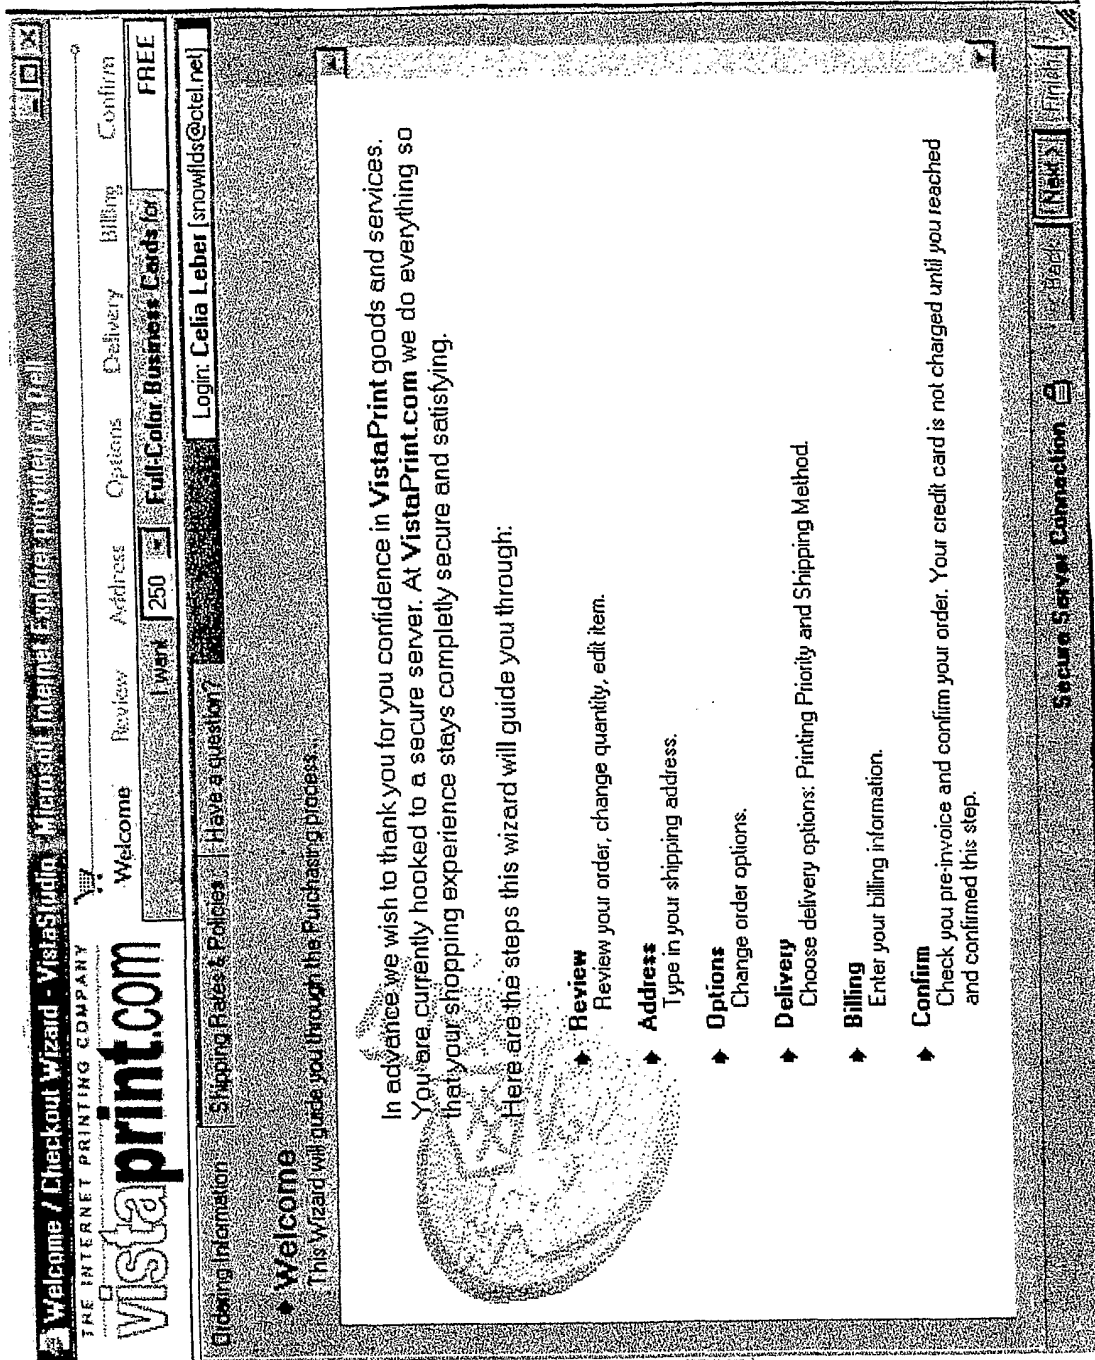 Welcome / Checkout Wizard - VistaStudio - Microsoft Internet Explorer provided by Dell
THE INTERNET PRINTING COMPANY
vistaprint.com
Welcome Review Address Options Delivery Billing Confirm
I want 250 Full-Color Business Cards for FREE
Ordering Information Shipping Rates & Policies Have a question? Login: Celia Leber [snowflds@otel.net]
Welcome
This Wizard will guide you through the Purchasing process...
In advance we wish to thank you for you confidence in VistaPrint goods and services.
You are currently hooked to a secure server. At VistaPrint.com we do everything so
that your shopping experience stays completly secure and satisfying.
Here are the steps this wizard will guide you through:
Review
Review your order, change quantity, edit item.
Address
Type in your shipping address.
Options
Change order options.
Delivery
Choose delivery options: Printing Priority and Shipping Method.
Billing
Enter your billing information.
Confirm
Check you pre-invoice and confirm your order. Your credit card is not charged until you reached
and confirmed this step.
Secure Server Connection < Back Next > Finish